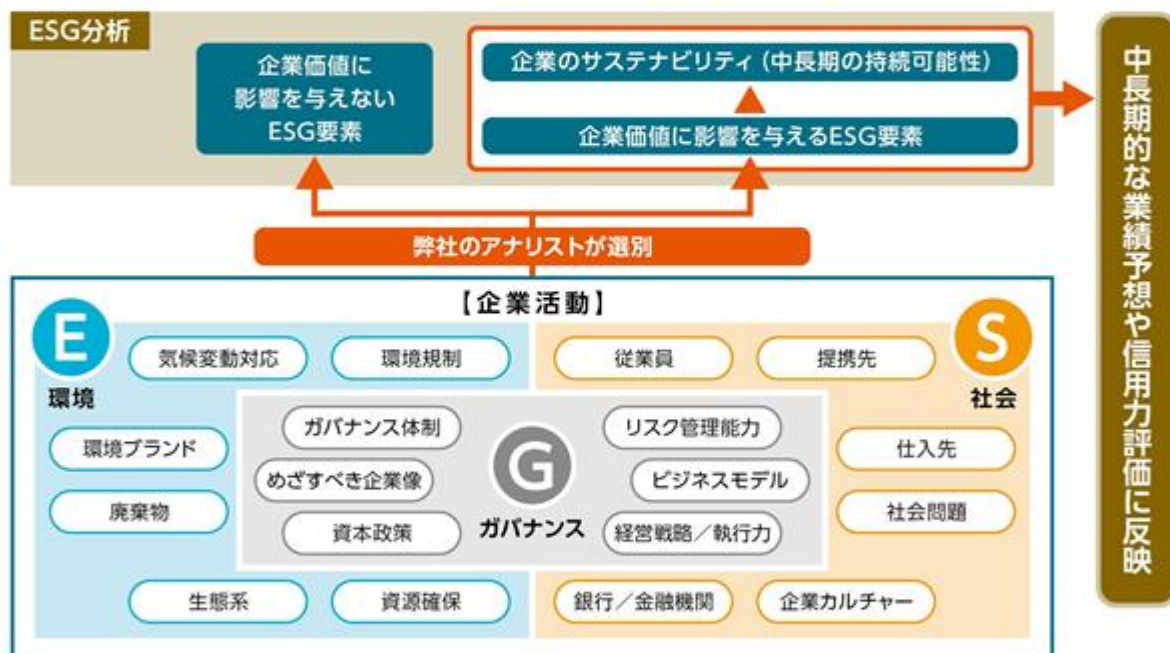 ESG分析
企業価値に
影響を与えない
ESG要素
企業のサステナビリティ(中長期の持続可能性)
企業価値に影響を与えるESG要素
中長期的な業績予想や信用力評価に反映
弊社のアナリストが選別
【企業活動】
E
環境
気候変動対応
環境規制
環境ブランド
廃棄物
生態系
資源確保
G
ガバナンス
ガバナンス体制
めざすべき企業像
資本政策
リスク管理能力
ビジネスモデル
経営戦略/執行力
S
社会
従業員
提携先
仕入先
社会問題
銀行/金融機関
企業カルチャー